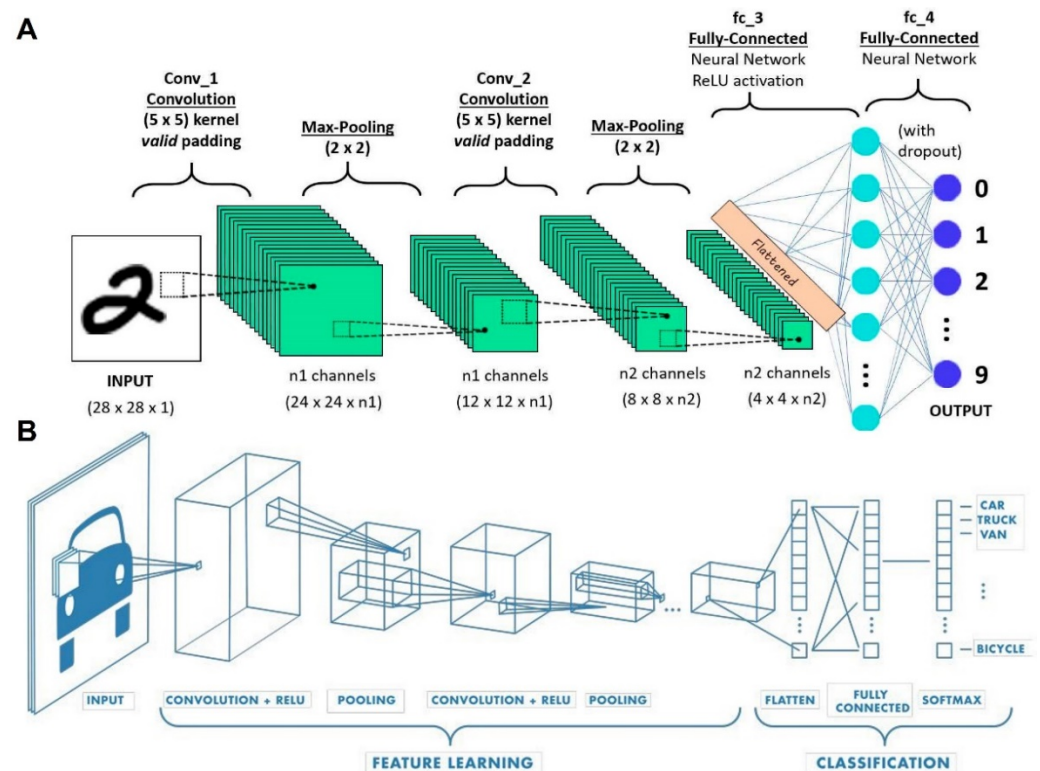 A
Conv_1
Convolution
(5 x 5) kernel
valid padding
Max-Pooling
(2 x 2)
Conv_2
Convolution
(5 x 5) kernel
valid padding
Max-Pooling
(2 x 2)
fc_3
Fully-Connected
Neural Network
ReLU activation
fc_4
Fully-Connected
Neural Network
(with
dropout)
Flattened
0
1
2
9
OUTPUT
INPUT
(28 x 28 x 1)
n1 channels
(24 x 24 x n1)
n1 channels
(12 x 12 x n1)
n2 channels
(8 x 8 x n2)
n2 channels
(4 x 4 x n2)
B
CAR
TRUCK
VAN
BICYCLE
INPUT
CONVOLUTION + RELU
POOLING
CONVOLUTION + RELU
POOLING
FLATTEN
FULLY
CONNECTED
SOFTMAX
FEATURE LEARNING
CLASSIFICATION